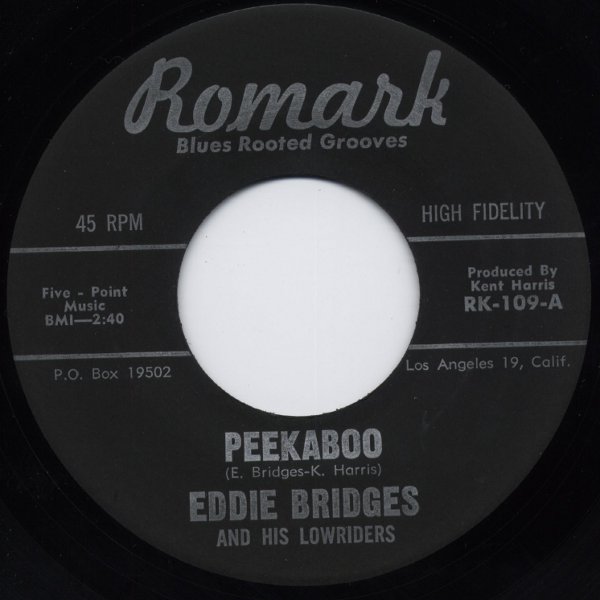 Romark
Blues Rooted Grooves
45 RPM
HIGH FIDELITY
Five - Point
Music
BMI—2:40
Produced By
Kent Harris
RK-109-A
P.O. Box 19502
Los Angeles 19, Calif.
PEEKABOO
(E. Bridges-K. Harris)
EDDIE BRIDGES
AND HIS LOWRIDERS